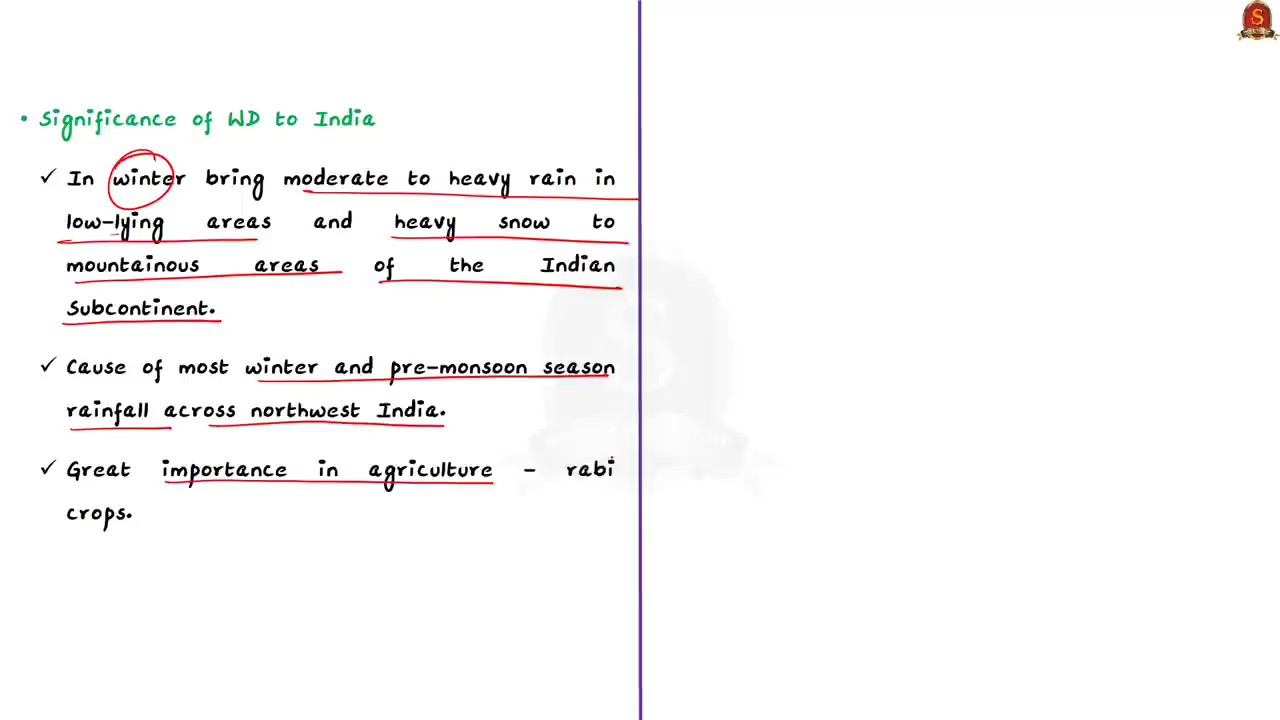 • Significance of WD to India
✓ In winter bring moderate to heavy rain in
low-lying areas and heavy snow to
mountainous areas of the Indian
Subcontinent.
✓ Cause of most winter and pre-monsoon season
rainfall across northwest India.
✓ Great importance in agriculture - rabi
crops.
S